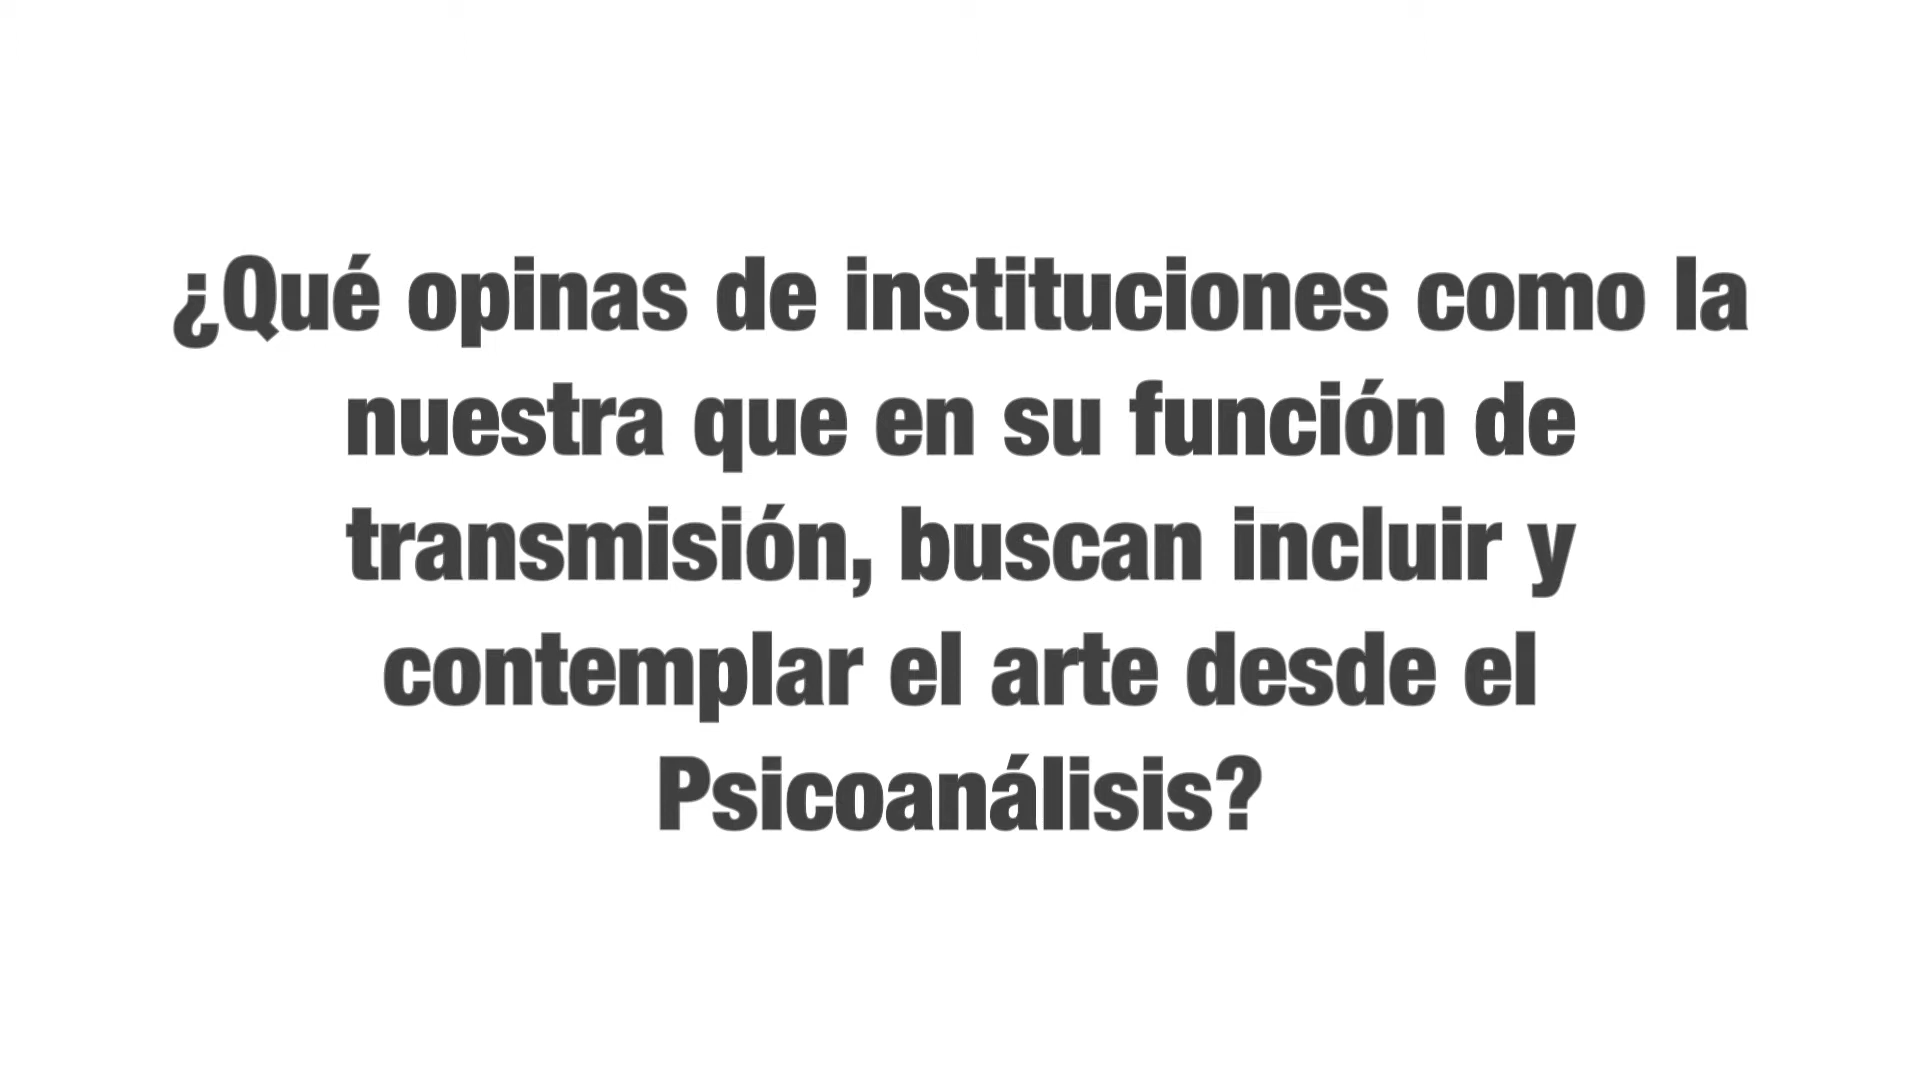 ¿Qué opinas de instituciones como la
nuestra que en su función de
transmisión, buscan incluir y
contemplar el arte desde el
Psicoanálisis?